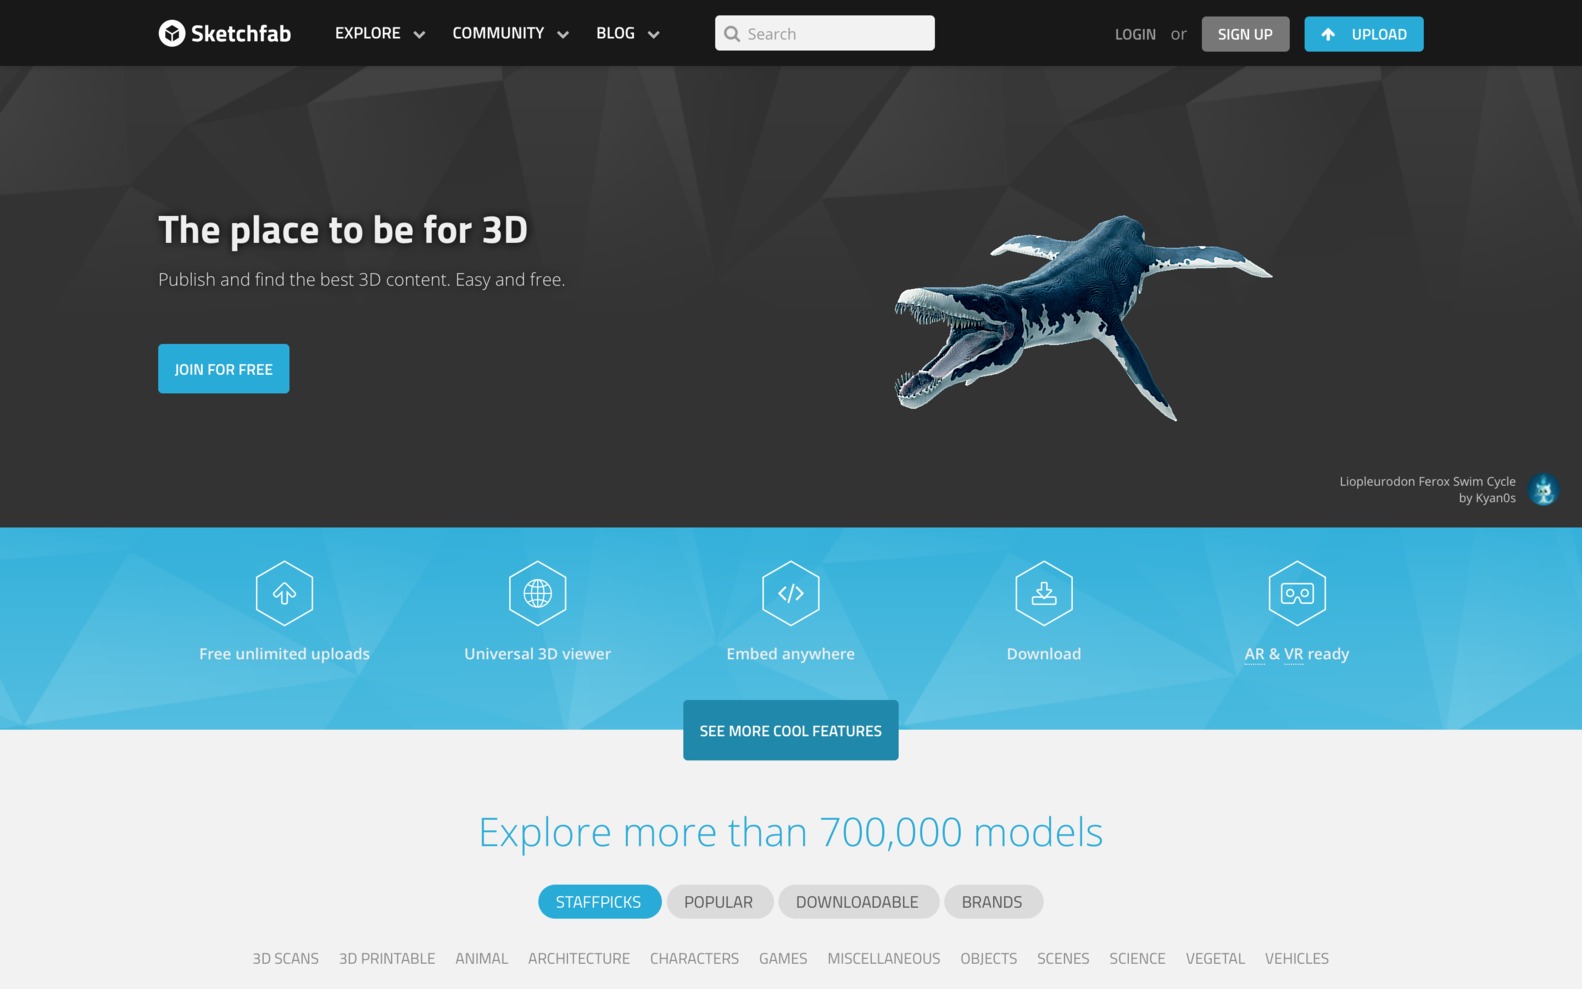 Sketchfab
EXPLORE
COMMUNITY
BLOG
Search
LOGIN or
SIGN UP
UPLOAD
The place to be for 3D
Publish and find the best 3D content. Easy and free.
JOIN FOR FREE
Liopleurodon Ferox Swim Cycle
by Kyan0s
Free unlimited uploads
Universal 3D viewer
Embed anywhere
Download
AR & VR ready
SEE MORE COOL FEATURES
Explore more than 700,000 models
STAFFPICKS
POPULAR
DOWNLOADABLE
BRANDS
3D SCANS
3D PRINTABLE
ANIMAL
ARCHITECTURE
CHARACTERS
GAMES
MISCELLANEOUS
OBJECTS
SCENES
SCIENCE
VEGETAL
VEHICLES